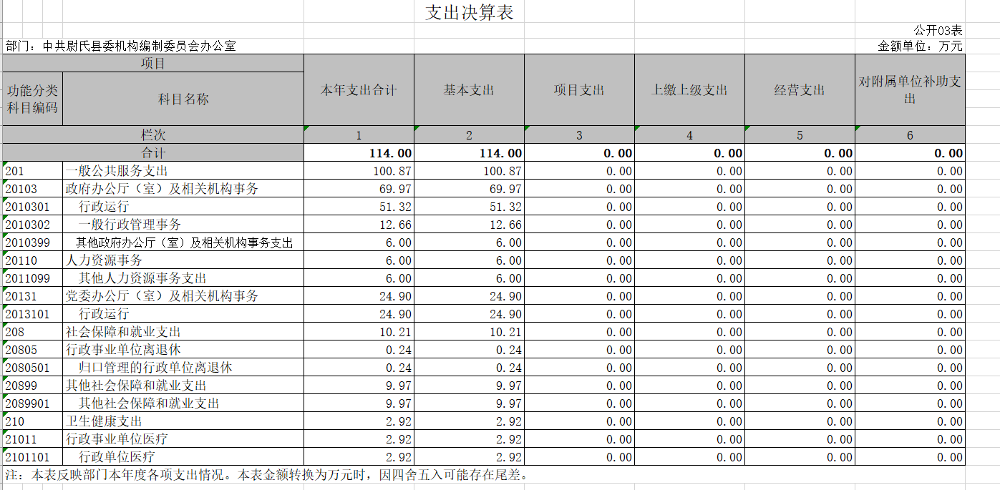 支出决算表
公开03表
部门：中共尉氏县委机构编制委员会办公室 金额单位：万元
项目
功能分类科目编码 科目名称 本年支出合计 基本支出 项目支出 上缴上级支出 经营支出 对附属单位补助支出
栏次 1 2 3 4 5 6
合计 114.00 114.00 0.00 0.00 0.00 0.00
201 一般公共服务支出 100.87 100.87 0.00 0.00 0.00 0.00
20103 政府办公厅（室）及相关机构事务 69.97 69.97 0.00 0.00 0.00 0.00
2010301 行政运行 51.32 51.32 0.00 0.00 0.00 0.00
2010302 一般行政管理事务 12.66 12.66 0.00 0.00 0.00 0.00
2010399 其他政府办公厅（室）及相关机构事务支出 6.00 6.00 0.00 0.00 0.00 0.00
20110 人力资源事务 6.00 6.00 0.00 0.00 0.00 0.00
2011099 其他人力资源事务支出 6.00 6.00 0.00 0.00 0.00 0.00
20131 党委办公厅（室）及相关机构事务 24.90 24.90 0.00 0.00 0.00 0.00
2013101 行政运行 24.90 24.90 0.00 0.00 0.00 0.00
208 社会保障和就业支出 10.21 10.21 0.00 0.00 0.00 0.00
20805 行政事业单位离退休 0.24 0.24 0.00 0.00 0.00 0.00
2080501 归口管理的行政单位离退休 0.24 0.24 0.00 0.00 0.00 0.00
20899 其他社会保障和就业支出 9.97 9.97 0.00 0.00 0.00 0.00
2089901 其他社会保障和就业支出 9.97 9.97 0.00 0.00 0.00 0.00
210 卫生健康支出 2.92 2.92 0.00 0.00 0.00 0.00
21011 行政事业单位医疗 2.92 2.92 0.00 0.00 0.00 0.00
2101101 行政单位医疗 2.92 2.92 0.00 0.00 0.00 0.00
注：本表反映部门本年度各项支出情况。本表金额转换为万元时，因四舍五入可能存在尾差。